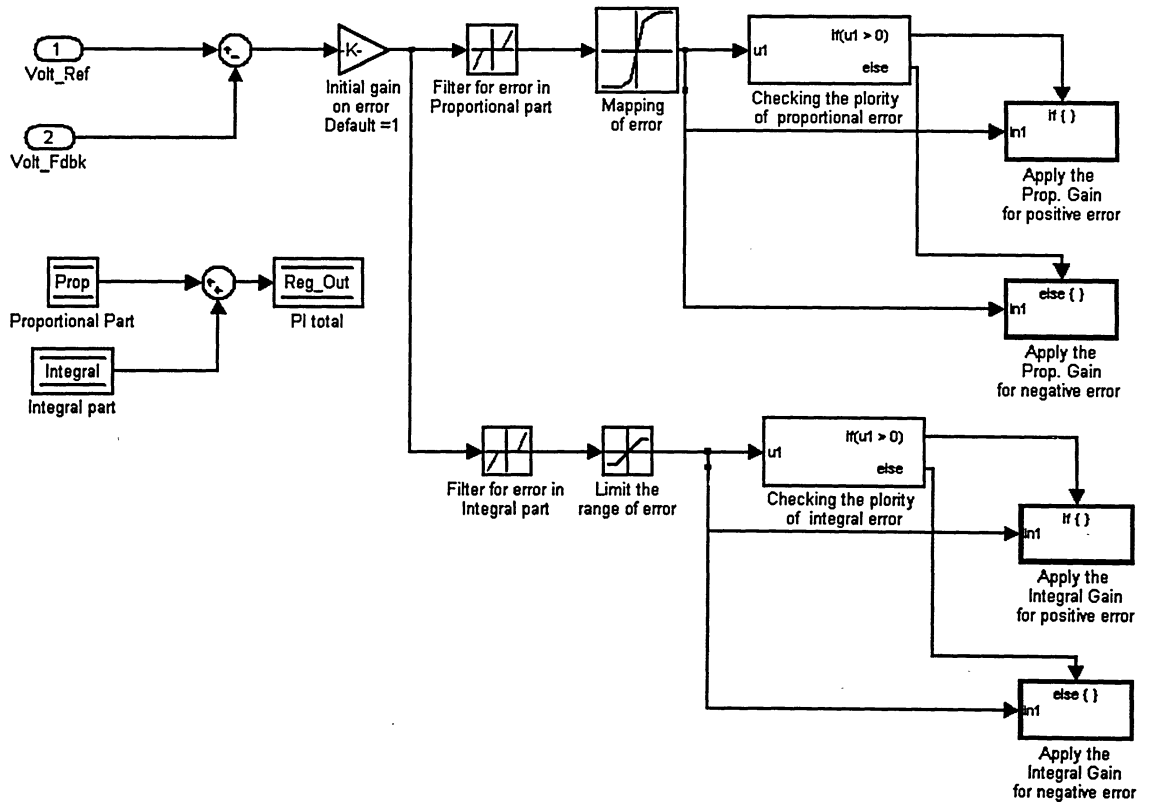 1
Volt_Ref
2
Volt_Fdbk
+
-
-K-
Initial gain
on error
Default =1
Filter for error in
Proportional part
Mapping
of error
u1
If(u1 > 0)
else
Checking the plority
of proportional error
If { }
In1
Apply the
Prop. Gain
for positive error
else { }
In1
Apply the
Prop. Gain
for negative error
Prop
Proportional Part
+
+
Reg_Out
PI total
Integral
Integral part
Filter for error in
Integral part
Limit the
range of error
u1
If(u1 > 0)
else
Checking the plority
of integral error
If { }
In1
Apply the
Integral Gain
for positive error
else { }
In1
Apply the
Integral Gain
for negative error